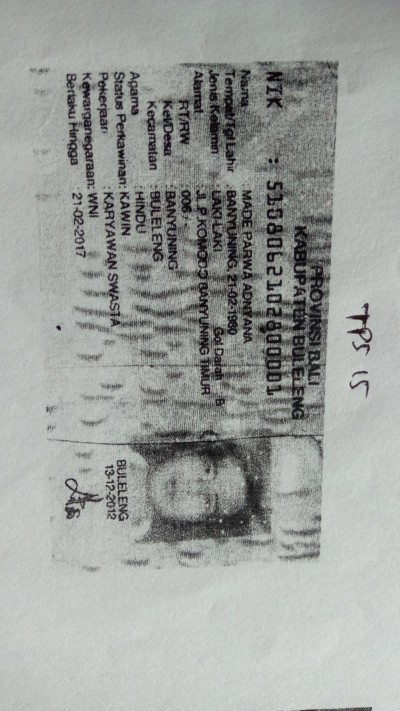 TPS 15
PROVINSI BALI
KABUPATEN BULELENG
NIK : 5108062102800001
Nama : MADE PARWA ADNYANA
Tempat/Tgl Lahir : BANYUNING, 21-02-1980
Jenis Kelamin : LAKI-LAKI Gol Darah : B
Alamat : JL.P.KOMODO BANYUNING TIMUR
RT/RW : 006/-
Kel/Desa : BANYUNING
Kecamatan : BULELENG
Agama : HINDU
Status Perkawinan: KAWIN
Pekerjaan : KARYAWAN SWASTA
Kewarganegaraan: WNI
Berlaku Hingga 21-02-2017
BULELENG
13-12-2012